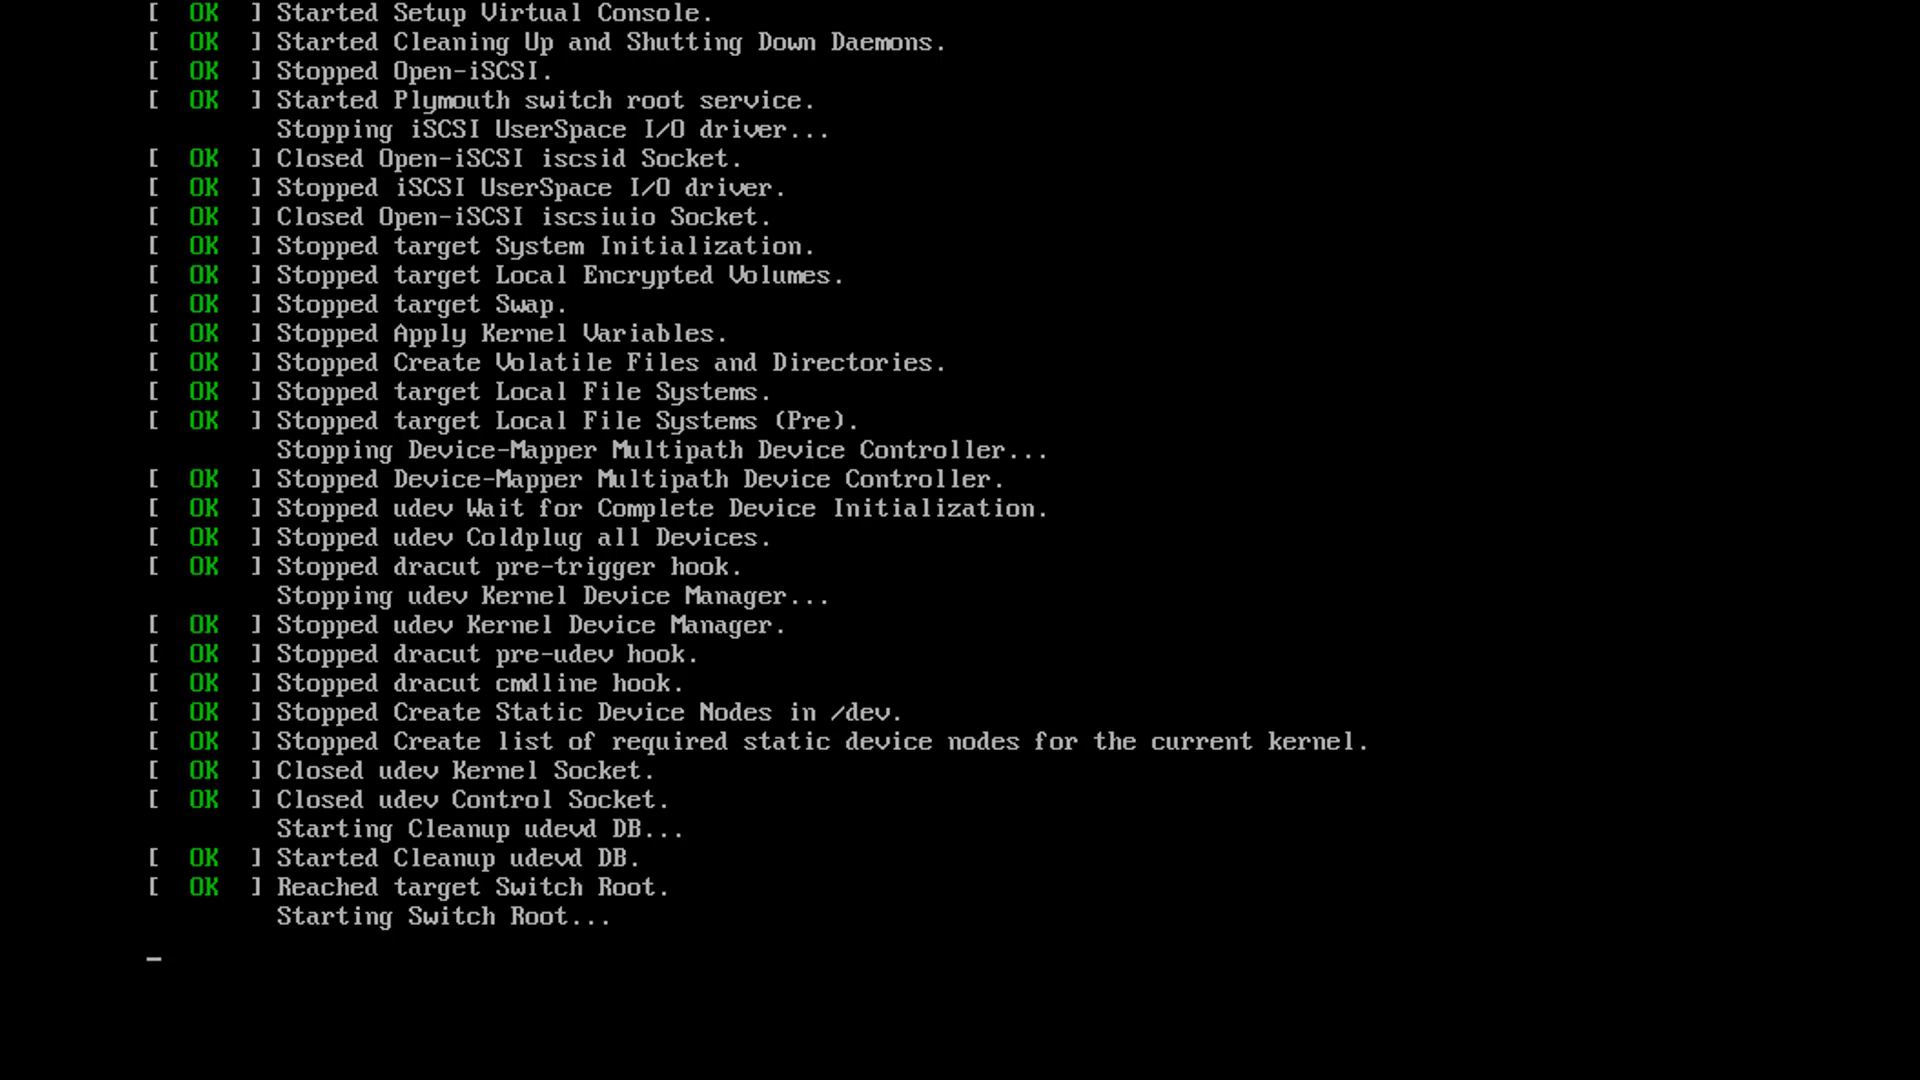 [  OK  ] Started Setup Virtual Console.
[  OK  ] Started Cleaning Up and Shutting Down Daemons.
[  OK  ] Stopped Open-iSCSI.
[  OK  ] Started Plymouth switch root service.
Stopping iSCSI UserSpace I/O driver...
[  OK  ] Closed Open-iSCSI iscsid Socket.
[  OK  ] Stopped iSCSI UserSpace I/O driver.
[  OK  ] Closed Open-iSCSI iscsiuio Socket.
[  OK  ] Stopped target System Initialization.
[  OK  ] Stopped target Local Encrypted Volumes.
[  OK  ] Stopped target Swap.
[  OK  ] Stopped Apply Kernel Variables.
[  OK  ] Stopped Create Volatile Files and Directories.
[  OK  ] Stopped target Local File Systems.
[  OK  ] Stopped target Local File Systems (Pre).
Stopping Device-Mapper Multipath Device Controller...
[  OK  ] Stopped Device-Mapper Multipath Device Controller.
[  OK  ] Stopped udev Wait for Complete Device Initialization.
[  OK  ] Stopped udev Coldplug all Devices.
[  OK  ] Stopped dracut pre-trigger hook.
Stopping udev Kernel Device Manager...
[  OK  ] Stopped udev Kernel Device Manager.
[  OK  ] Stopped dracut pre-udev hook.
[  OK  ] Stopped dracut cmdline hook.
[  OK  ] Stopped Create Static Device Nodes in /dev.
[  OK  ] Stopped Create list of required static device nodes for the current kernel.
[  OK  ] Closed udev Kernel Socket.
[  OK  ] Closed udev Control Socket.
Starting Cleanup udevd DB...
[  OK  ] Started Cleanup udevd DB.
[  OK  ] Reached target Switch Root.
Starting Switch Root...
_